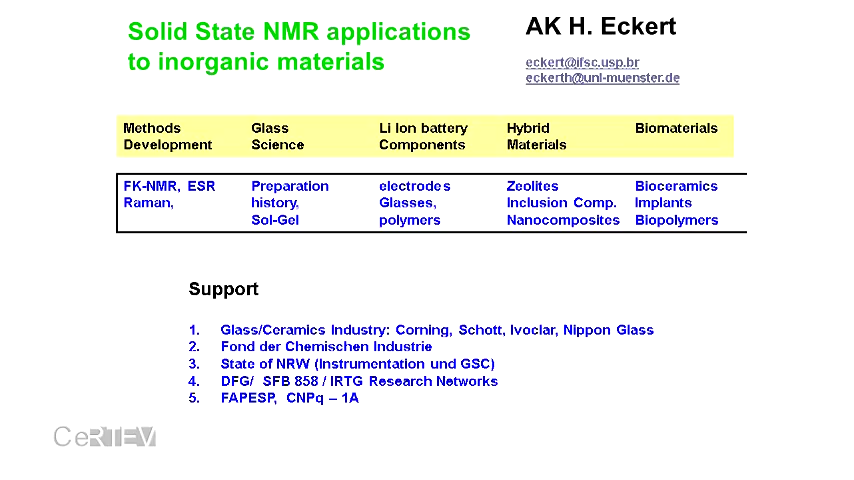 Solid State NMR applications
to inorganic materials
AK H. Eckert
eckert@ifsc.usp.br
eckerth@uni-muenster.de
Methods Development
Glass Science
Li Ion battery Components
Hybrid Materials
Biomaterials
FK-NMR, ESR Raman,
Preparation history, Sol-Gel
electrodes Glasses, polymers
Zeolites Inclusion Comp. Nanocomposites
Bioceramics Implants Biopolymers
Support
1. Glass/Ceramics Industry: Corning, Schott, Ivoclar, Nippon Glass
2. Fond der Chemischen Industrie
3. State of NRW (Instrumentation und GSC)
4. DFG/ SFB 858 / IRTG Research Networks
5. FAPESP, CNPq – 1A
CeRTEV